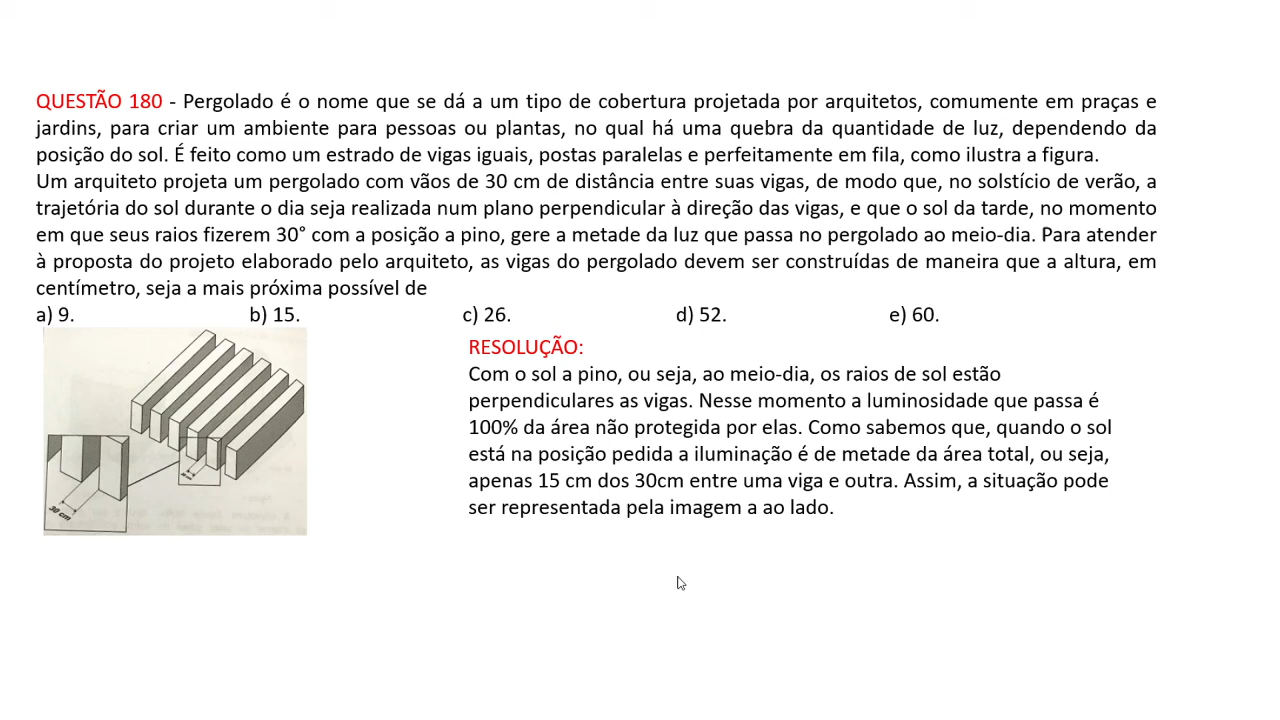 QUESTÃO 180 - Pergolado é o nome que se dá a um tipo de cobertura projetada por arquitetos, comumente em praças e
jardins, para criar um ambiente para pessoas ou plantas, no qual há uma quebra da quantidade de luz, dependendo da
posição do sol. É feito como um estrado de vigas iguais, postas paralelas e perfeitamente em fila, como ilustra a figura.
Um arquiteto projeta um pergolado com vãos de 30 cm de distância entre suas vigas, de modo que, no solstício de verão, a
trajetória do sol durante o dia seja realizada num plano perpendicular à direção das vigas, e que o sol da tarde, no momento
em que seus raios fizerem 30° com a posição a pino, gere a metade da luz que passa no pergolado ao meio-dia. Para atender
à proposta do projeto elaborado pelo arquiteto, as vigas do pergolado devem ser construídas de maneira que a altura, em
centímetro, seja a mais próxima possível de
a) 9. b) 15. c) 26. d) 52. e) 60.
RESOLUÇÃO:
Com o sol a pino, ou seja, ao meio-dia, os raios de sol estão
perpendiculares as vigas. Nesse momento a luminosidade que passa é
100% da área não protegida por elas. Como sabemos que, quando o sol
está na posição pedida a iluminação é de metade da área total, ou seja,
apenas 15 cm dos 30cm entre uma viga e outra. Assim, a situação pode
ser representada pela imagem a ao lado.
30 cm